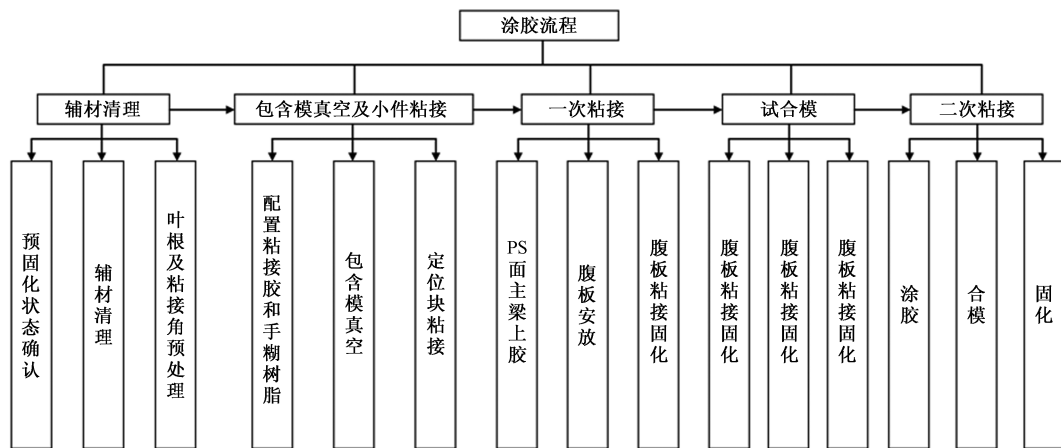 涂胶流程
辅材清理
包含模真空及小件粘接
一次粘接
试合模
二次粘接
预固化状态确认
辅材清理
叶根及粘接角预处理
配置粘接胶和手糊树脂
包含模真空
定位块粘接
PS面主梁上胶
腹板安放
腹板粘接固化
腹板粘接固化
腹板粘接固化
腹板粘接固化
涂胶
合模
固化